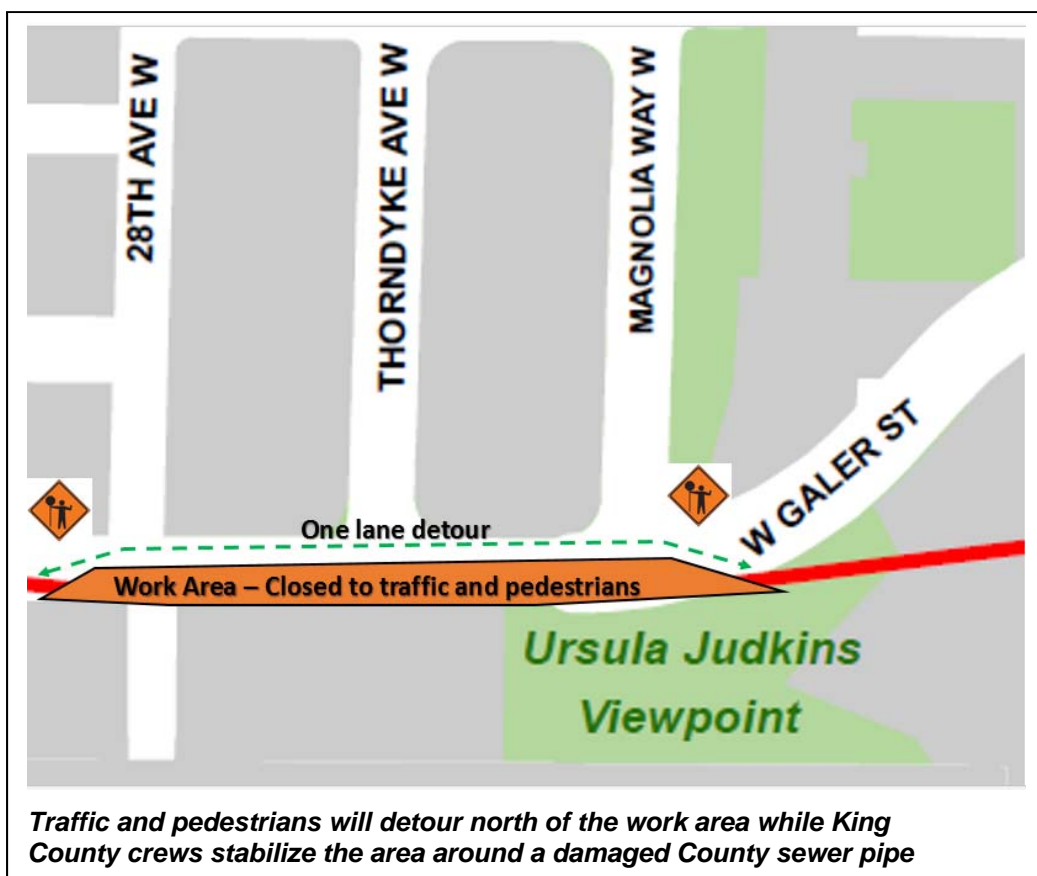 28TH AVE W
THORNDYKE AVE W
MAGNOLIA WAY W
W GALER ST
One lane detour
Work Area – Closed to traffic and pedestrians
Ursula Judkins
Viewpoint
Traffic and pedestrians will detour north of the work area while King
County crews stabilize the area around a damaged County sewer pipe